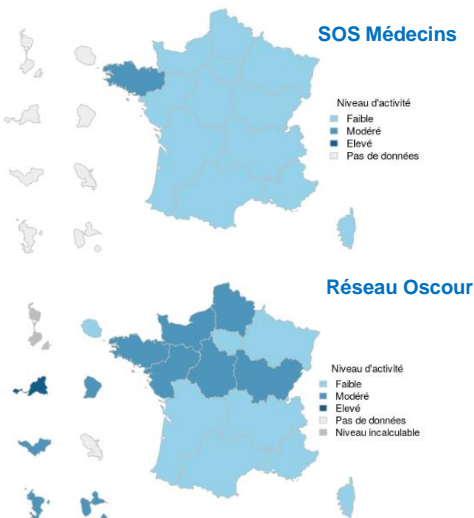 SOS Médecins
Niveau d'activité
Faible
Modéré
Elevé
Pas de données
Réseau Oscour
Niveau d'activité
Faible
Modéré
Elevé
Pas de données
Niveau incalculable